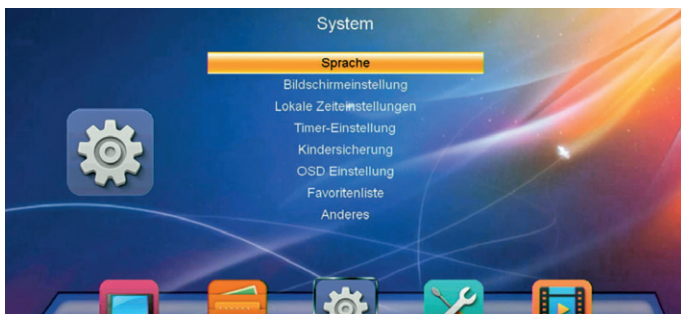 System
Sprache
Bildschirmeinstellung
Lokale Zeiteinstellungen
Timer-Einstellung
Kindersicherung
OSD Einstellung
Favoritenliste
Anderes